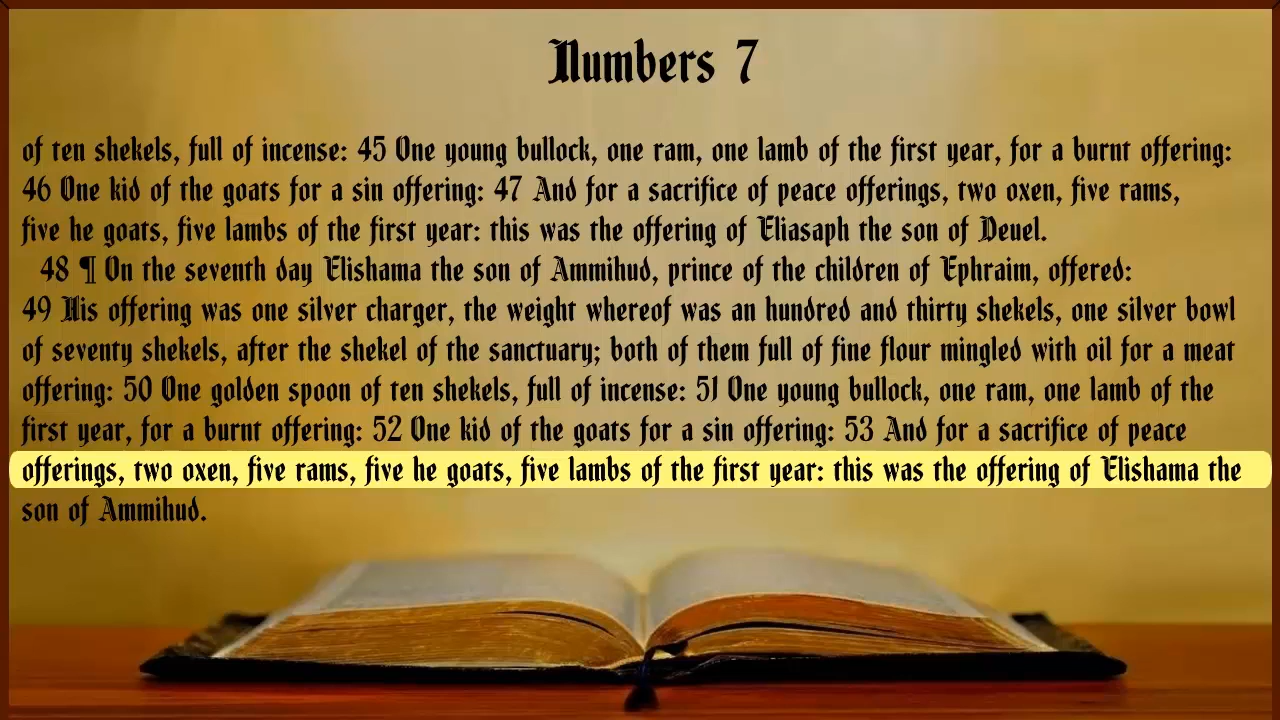 Numbers 7
of ten shekels, full of incense: 45 One young bullock, one ram, one lamb of the first year, for a burnt offering:
46 One kid of the goats for a sin offering: 47 And for a sacrifice of peace offerings, two oxen, five rams,
five he goats, five lambs of the first year: this was the offering of Eliasaph the son of Deuel.
48 ¶ On the seventh day Elishama the son of Ammihud, prince of the children of Ephraim, offered:
49 His offering was one silver charger, the weight whereof was an hundred and thirty shekels, one silver bowl
of seventy shekels, after the shekel of the sanctuary; both of them full of fine flour mingled with oil for a meat
offering: 50 One golden spoon of ten shekels, full of incense: 51 One young bullock, one ram, one lamb of the
first year, for a burnt offering: 52 One kid of the goats for a sin offering: 53 And for a sacrifice of peace
offerings, two oxen, five rams, five he goats, five lambs of the first year: this was the offering of Elishama the
son of Ammihud.